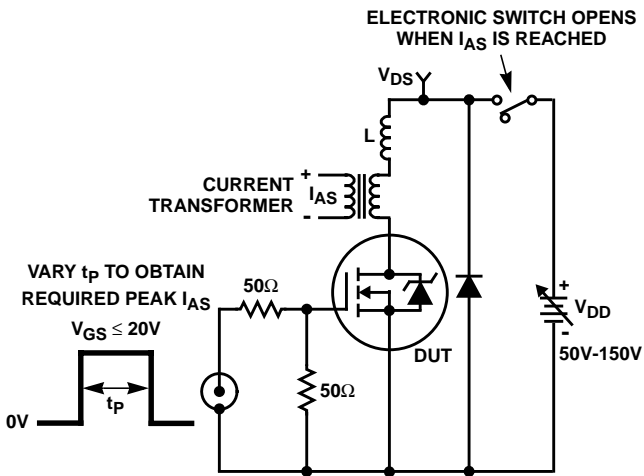 ELECTRONIC SWITCH OPENS
WHEN IAS IS REACHED
VDS
L
+
CURRENT
TRANSFORMER
IAS
-
VARY tP TO OBTAIN
REQUIRED PEAK IAS
VGS ≤ 20V
50Ω
50Ω
DUT
+
VDD
-
50V-150V
0V
tP